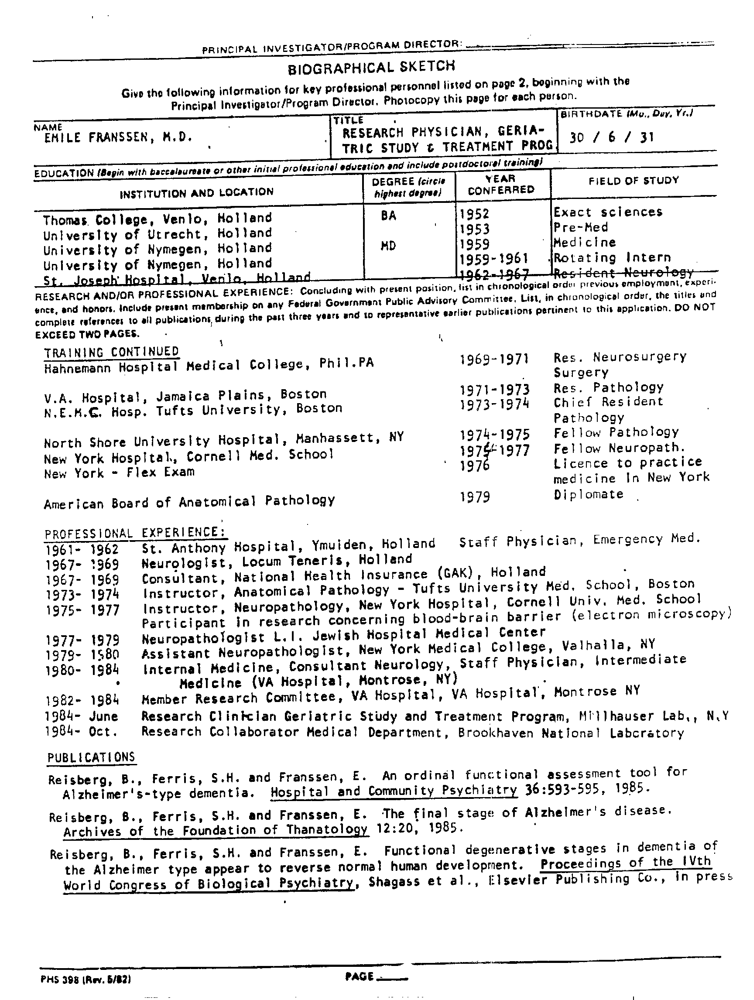 PRINCIPAL INVESTIGATOR/PROGRAM DIRECTOR:
BIOGRAPHICAL SKETCH
Give the following information for key professional personnel listed on page 2, beginning with the
Principal Investigator/Program Director. Photocopy this page for each person.
NAME TITLE BIRTHDATE (Mo., Day, Yr.)
EMILE FRANSSEN, M.D. RESEARCH PHYSICIAN, GERIA- 30 / 6 / 31
TRIC STUDY & TREATMENT PROG
EDUCATION (Begin with baccalaureate or other initial professional education and include postdoctoral training)
INSTITUTION AND LOCATION DEGREE (circle highest degree) YEAR CONFERRED FIELD OF STUDY
Thomas College, Venlo, Holland BA 1952 Exact sciences
University of Utrecht, Holland 1953 Pre-Med
University of Nymegen, Holland MD 1959 Medicine
University of Nymegen, Holland 1959-1961 Rotating Intern
St. Joseph Hospital, Venlo, Holland 1962-1967 Resident Neurology
RESEARCH AND/OR PROFESSIONAL EXPERIENCE: Concluding with present position, list in chronological order previous employment, experi-
ence, and honors. Include present membership on any Federal Government Public Advisory Committee. List, in chronological order, the titles and
complete references to all publications during the past three years and to representative earlier publications pertinent to this application. DO NOT
EXCEED TWO PAGES.
TRAINING CONTINUED
Hahnemann Hospital Medical College, Phil.PA 1969-1971 Res. Neurosurgery
Surgery
V.A. Hospital, Jamaica Plains, Boston 1971-1973 Res. Pathology
N.E.M.C. Hosp. Tufts University, Boston 1973-1974 Chief Resident
Pathology
North Shore University Hospital, Manhassett, NY 1974-1975 Fellow Pathology
New York Hospital, Cornell Med. School 1975-1977 Fellow Neuropath.
New York - Flex Exam 1976 Licence to practice
medicine in New York
American Board of Anatomical Pathology 1979 Diplomate
PROFESSIONAL EXPERIENCE:
1961- 1962 St. Anthony Hospital, Ymuiden, Holland Staff Physician, Emergency Med.
1967- 1969 Neurologist, Locum Teneris, Holland
1967- 1969 Consultant, National Health Insurance (GAK), Holland
1973- 1974 Instructor, Anatomical Pathology - Tufts University Med. School, Boston
1975- 1977 Instructor, Neuropathology, New York Hospital, Cornell Univ. Med. School
Participant in research concerning blood-brain barrier (electron microscopy)
1977- 1979 Neuropathologist L.I. Jewish Hospital Medical Center
1979- 1580 Assistant Neuropathologist, New York Medical College, Valhalla, NY
1980- 1984 Internal Medicine, Consultant Neurology, Staff Physician, Intermediate
Medicine (VA Hospital, Montrose, NY)
1982- 1984 Member Research Committee, VA Hospital, VA Hospital, Montrose NY
1984- June Research Clinician Geriatric Study and Treatment Program, Millhauser Lab., N.Y
1984- Oct. Research Collaborator Medical Department, Brookhaven National Laboratory
PUBLICATIONS
Reisberg, B., Ferris, S.H. and Franssen, E. An ordinal functional assessment tool for
Alzheimer's-type dementia. Hospital and Community Psychiatry 36:593-595, 1985.
Reisberg, B., Ferris, S.H. and Franssen, E. The final stage of Alzheimer's disease.
Archives of the Foundation of Thanatology 12:20, 1985.
Reisberg, B., Ferris, S.H. and Franssen, E. Functional degenerative stages in dementia of
the Alzheimer type appear to reverse normal human development. Proceedings of the IVth
World Congress of Biological Psychiatry, Shagass et al., Elsevier Publishing Co., in press
PHS 398 (Rev. 5/82) PAGE